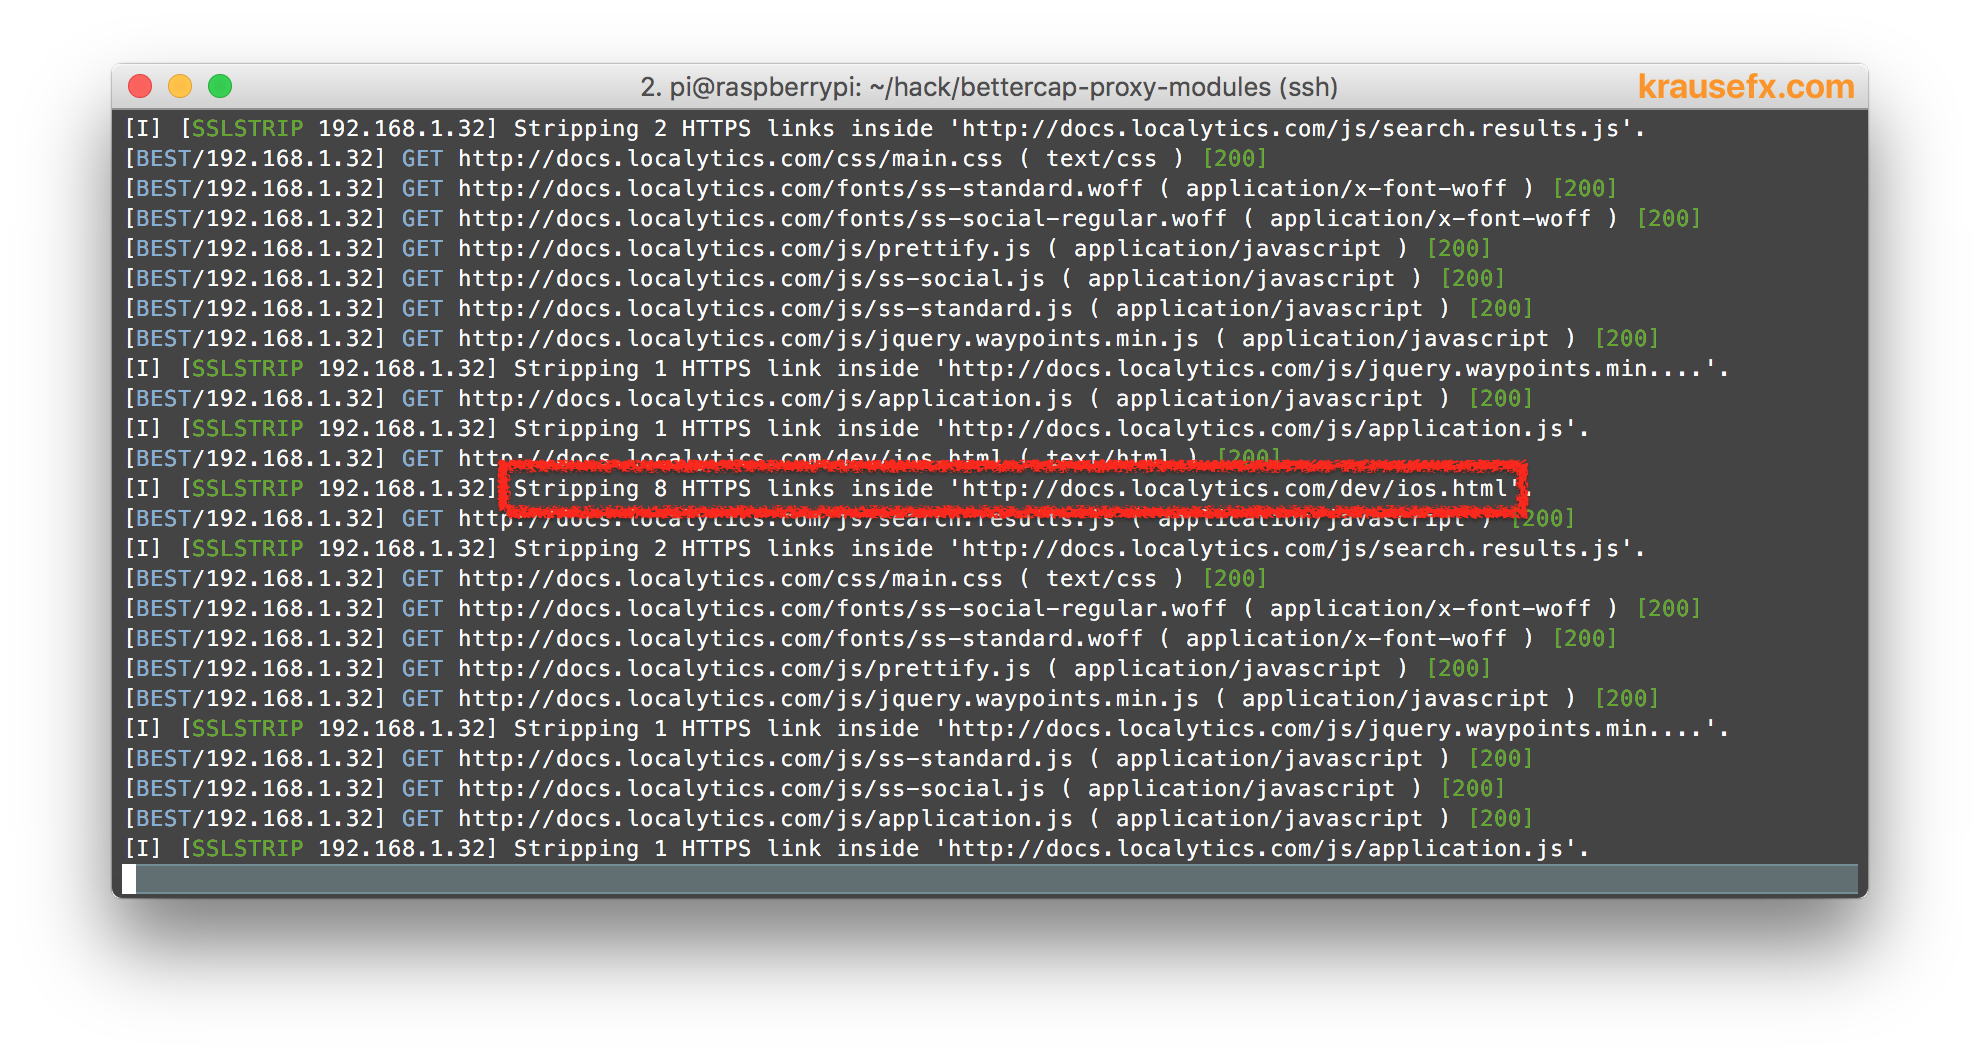 2. pi@raspberrypi: ~/hack/bettercap-proxy-modules (ssh)
krausefx.com
[I] [SSLSTRIP 192.168.1.32] Stripping 2 HTTPS links inside 'http://docs.localytics.com/js/search.results.js'.
[BEST/192.168.1.32] GET http://docs.localytics.com/css/main.css ( text/css ) [200]
[BEST/192.168.1.32] GET http://docs.localytics.com/fonts/ss-standard.woff ( application/x-font-woff ) [200]
[BEST/192.168.1.32] GET http://docs.localytics.com/fonts/ss-social-regular.woff ( application/x-font-woff ) [200]
[BEST/192.168.1.32] GET http://docs.localytics.com/js/prettify.js ( application/javascript ) [200]
[BEST/192.168.1.32] GET http://docs.localytics.com/js/ss-social.js ( application/javascript ) [200]
[BEST/192.168.1.32] GET http://docs.localytics.com/js/ss-standard.js ( application/javascript ) [200]
[BEST/192.168.1.32] GET http://docs.localytics.com/js/jquery.waypoints.min.js ( application/javascript ) [200]
[I] [SSLSTRIP 192.168.1.32] Stripping 1 HTTPS link inside 'http://docs.localytics.com/js/jquery.waypoints.min....'.
[BEST/192.168.1.32] GET http://docs.localytics.com/js/application.js ( application/javascript ) [200]
[I] [SSLSTRIP 192.168.1.32] Stripping 1 HTTPS link inside 'http://docs.localytics.com/js/application.js'.
[BEST/192.168.1.32] GET http://docs.localytics.com/dev/ios.html ( text/html ) [200]
[I] [SSLSTRIP 192.168.1.32] Stripping 8 HTTPS links inside 'http://docs.localytics.com/dev/ios.html'.
[BEST/192.168.1.32] GET http://docs.localytics.com/js/search.results.js ( application/javascript ) [200]
[I] [SSLSTRIP 192.168.1.32] Stripping 2 HTTPS links inside 'http://docs.localytics.com/js/search.results.js'.
[BEST/192.168.1.32] GET http://docs.localytics.com/css/main.css ( text/css ) [200]
[BEST/192.168.1.32] GET http://docs.localytics.com/fonts/ss-social-regular.woff ( application/x-font-woff ) [200]
[BEST/192.168.1.32] GET http://docs.localytics.com/fonts/ss-standard.woff ( application/x-font-woff ) [200]
[BEST/192.168.1.32] GET http://docs.localytics.com/js/prettify.js ( application/javascript ) [200]
[BEST/192.168.1.32] GET http://docs.localytics.com/js/jquery.waypoints.min.js ( application/javascript ) [200]
[I] [SSLSTRIP 192.168.1.32] Stripping 1 HTTPS link inside 'http://docs.localytics.com/js/jquery.waypoints.min....'.
[BEST/192.168.1.32] GET http://docs.localytics.com/js/ss-standard.js ( application/javascript ) [200]
[BEST/192.168.1.32] GET http://docs.localytics.com/js/ss-social.js ( application/javascript ) [200]
[BEST/192.168.1.32] GET http://docs.localytics.com/js/application.js ( application/javascript ) [200]
[I] [SSLSTRIP 192.168.1.32] Stripping 1 HTTPS link inside 'http://docs.localytics.com/js/application.js'.